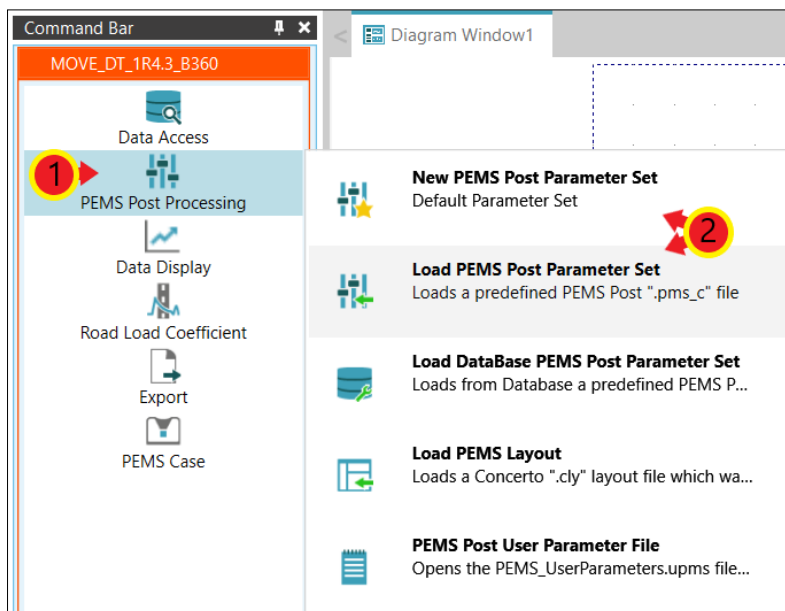 Command Bar
Diagram Window1
MOVE_DT_1R4.3_B360
Data Access
1
PEMS Post Processing
Data Display
Road Load Coefficient
Export
PEMS Case
New PEMS Post Parameter Set
Default Parameter Set
2
Load PEMS Post Parameter Set
Loads a predefined PEMS Post ".pms_c" file
Load DataBase PEMS Post Parameter Set
Loads from Database a predefined PEMS P...
Load PEMS Layout
Loads a Concerto ".cly" layout file which wa...
PEMS Post User Parameter File
Opens the PEMS_UserParameters.upms file...